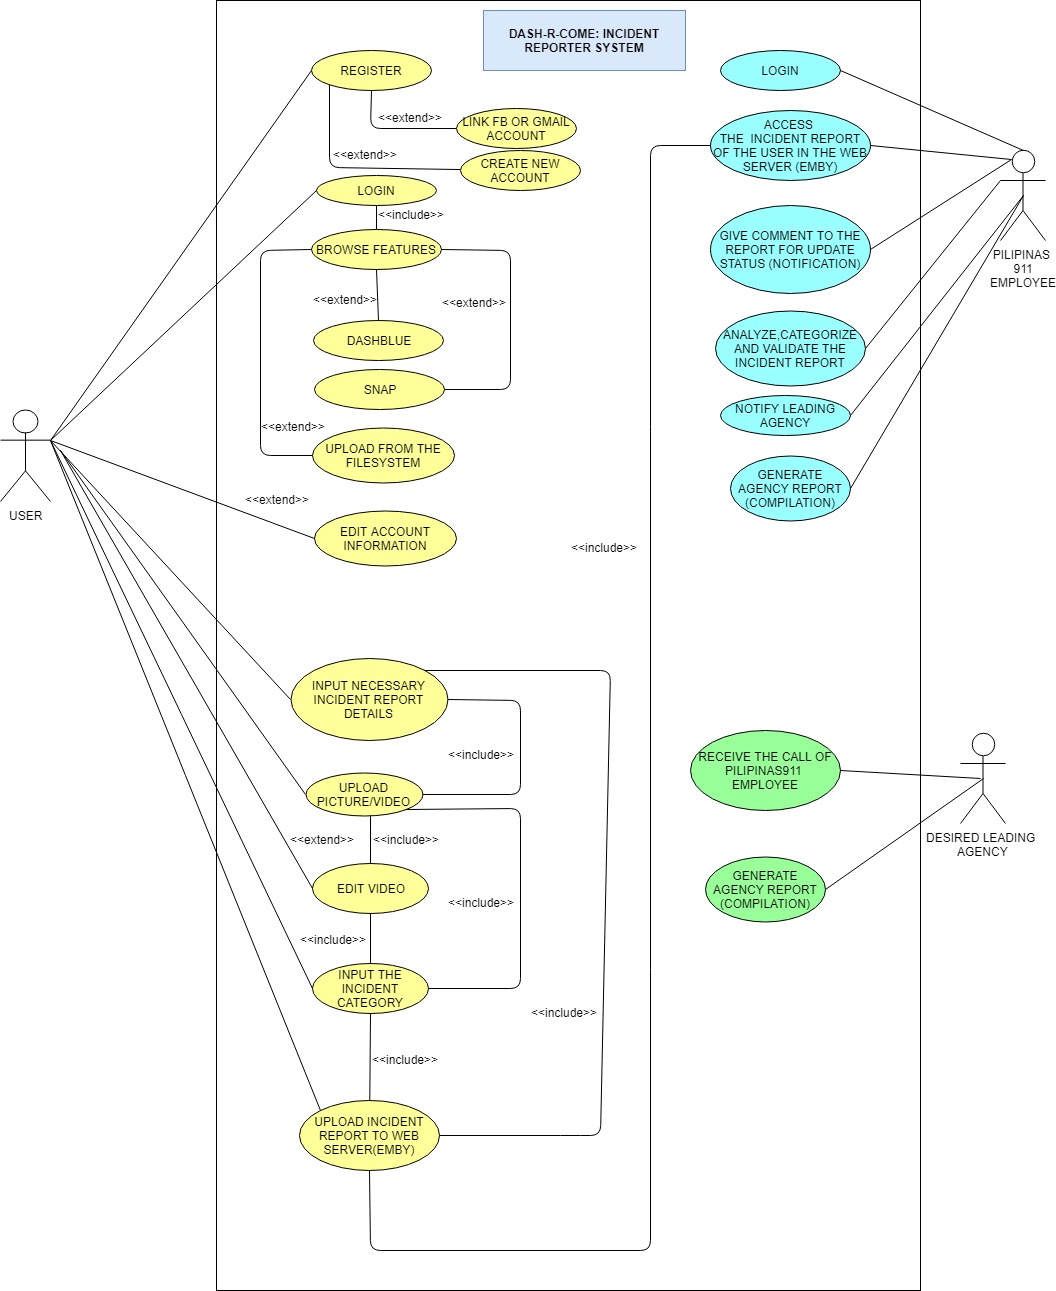 DASH-R-COME: INCIDENT
REPORTER SYSTEM
REGISTER
<<extend>>
LINK FB OR GMAIL
ACCOUNT
<<extend>>
CREATE NEW
ACCOUNT
LOGIN
<<include>>
BROWSE FEATURES
<<extend>>
<<extend>>
DASHBLUE
SNAP
<<extend>>
UPLOAD FROM THE
FILESYSTEM
USER
<<extend>>
EDIT ACCOUNT
INFORMATION
INPUT NECESSARY
INCIDENT REPORT
DETAILS
<<include>>
UPLOAD
PICTURE/VIDEO
<<extend>>
<<include>>
EDIT VIDEO
<<include>>
<<include>>
INPUT THE
INCIDENT
CATEGORY
<<include>>
<<include>>
UPLOAD INCIDENT
REPORT TO WEB
SERVER(EMBY)
<<include>>
LOGIN
ACCESS
THE  INCIDENT REPORT
OF THE USER IN THE WEB
SERVER (EMBY)
GIVE COMMENT TO THE
REPORT FOR UPDATE
STATUS (NOTIFICATION)
PILIPINAS
911
EMPLOYEE
ANALYZE,CATEGORIZE
AND VALIDATE THE
INCIDENT REPORT
NOTIFY LEADING
AGENCY
GENERATE
AGENCY REPORT
(COMPILATION)
RECEIVE THE CALL OF
PILIPINAS911
EMPLOYEE
DESIRED LEADING
AGENCY
GENERATE
AGENCY REPORT
(COMPILATION)